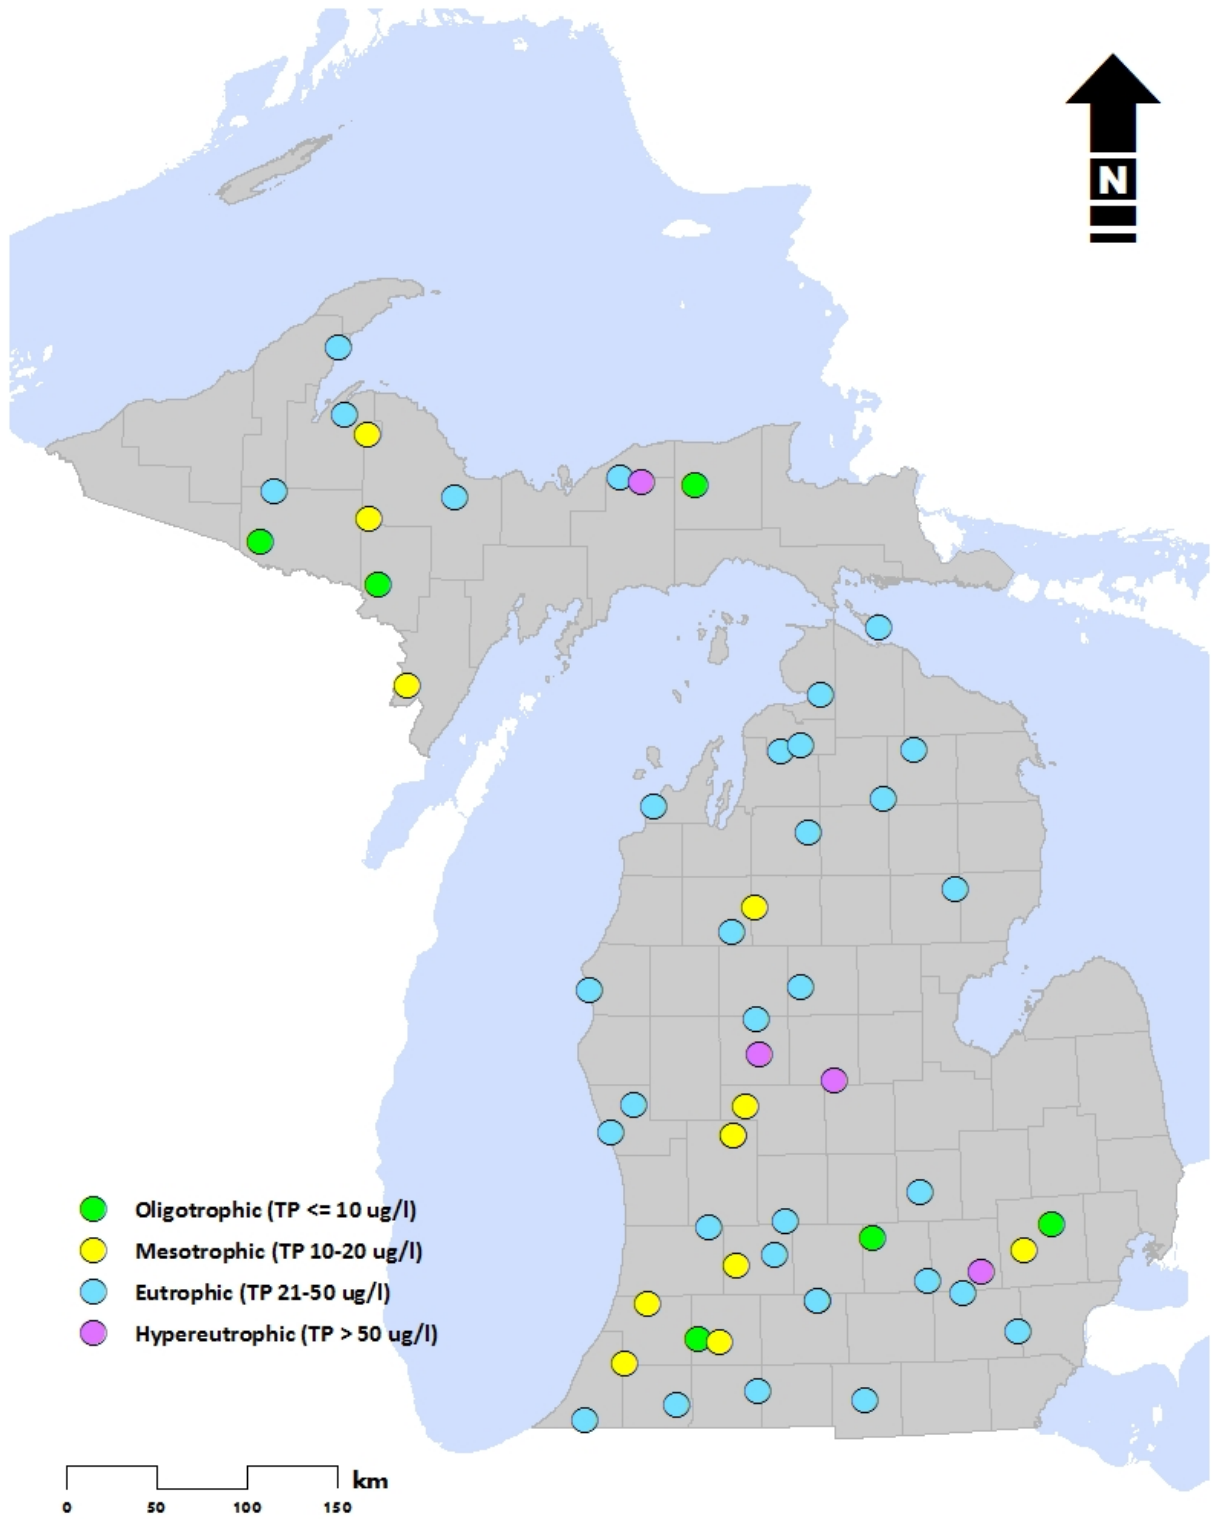 N
Oligotrophic (TP <= 10 ug/l)
Mesotrophic (TP 10-20 ug/l)
Eutrophic (TP 21-50 ug/l)
Hypereutrophic (TP > 50 ug/l)
km
0 50 100 150